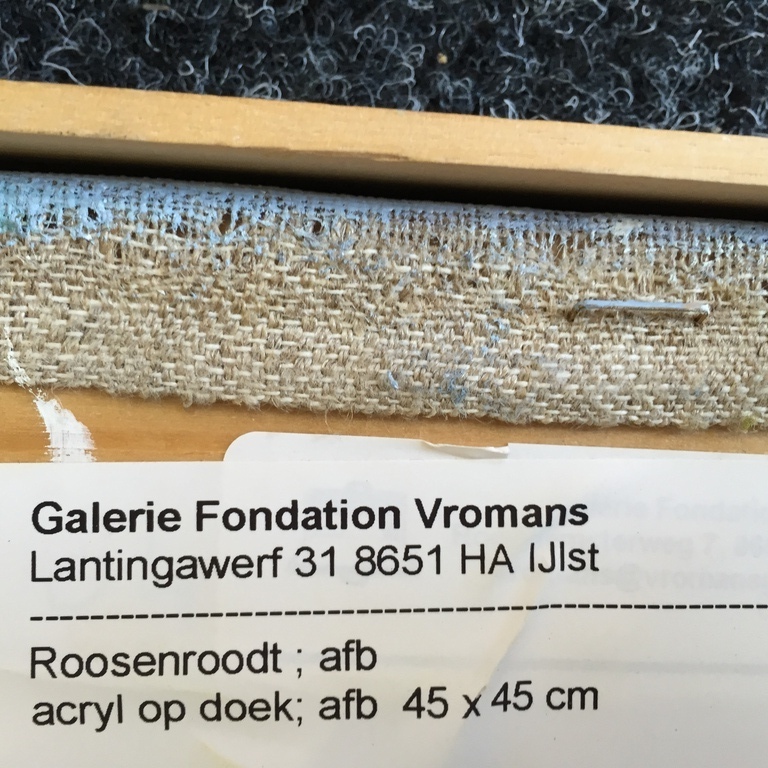 Galerie Fondation Vromans
Lantingawerf 31 8651 HA IJlst
--------------------------------------------------------------
Roosenroodt ; afb
acryl op doek; afb 45 x 45 cm